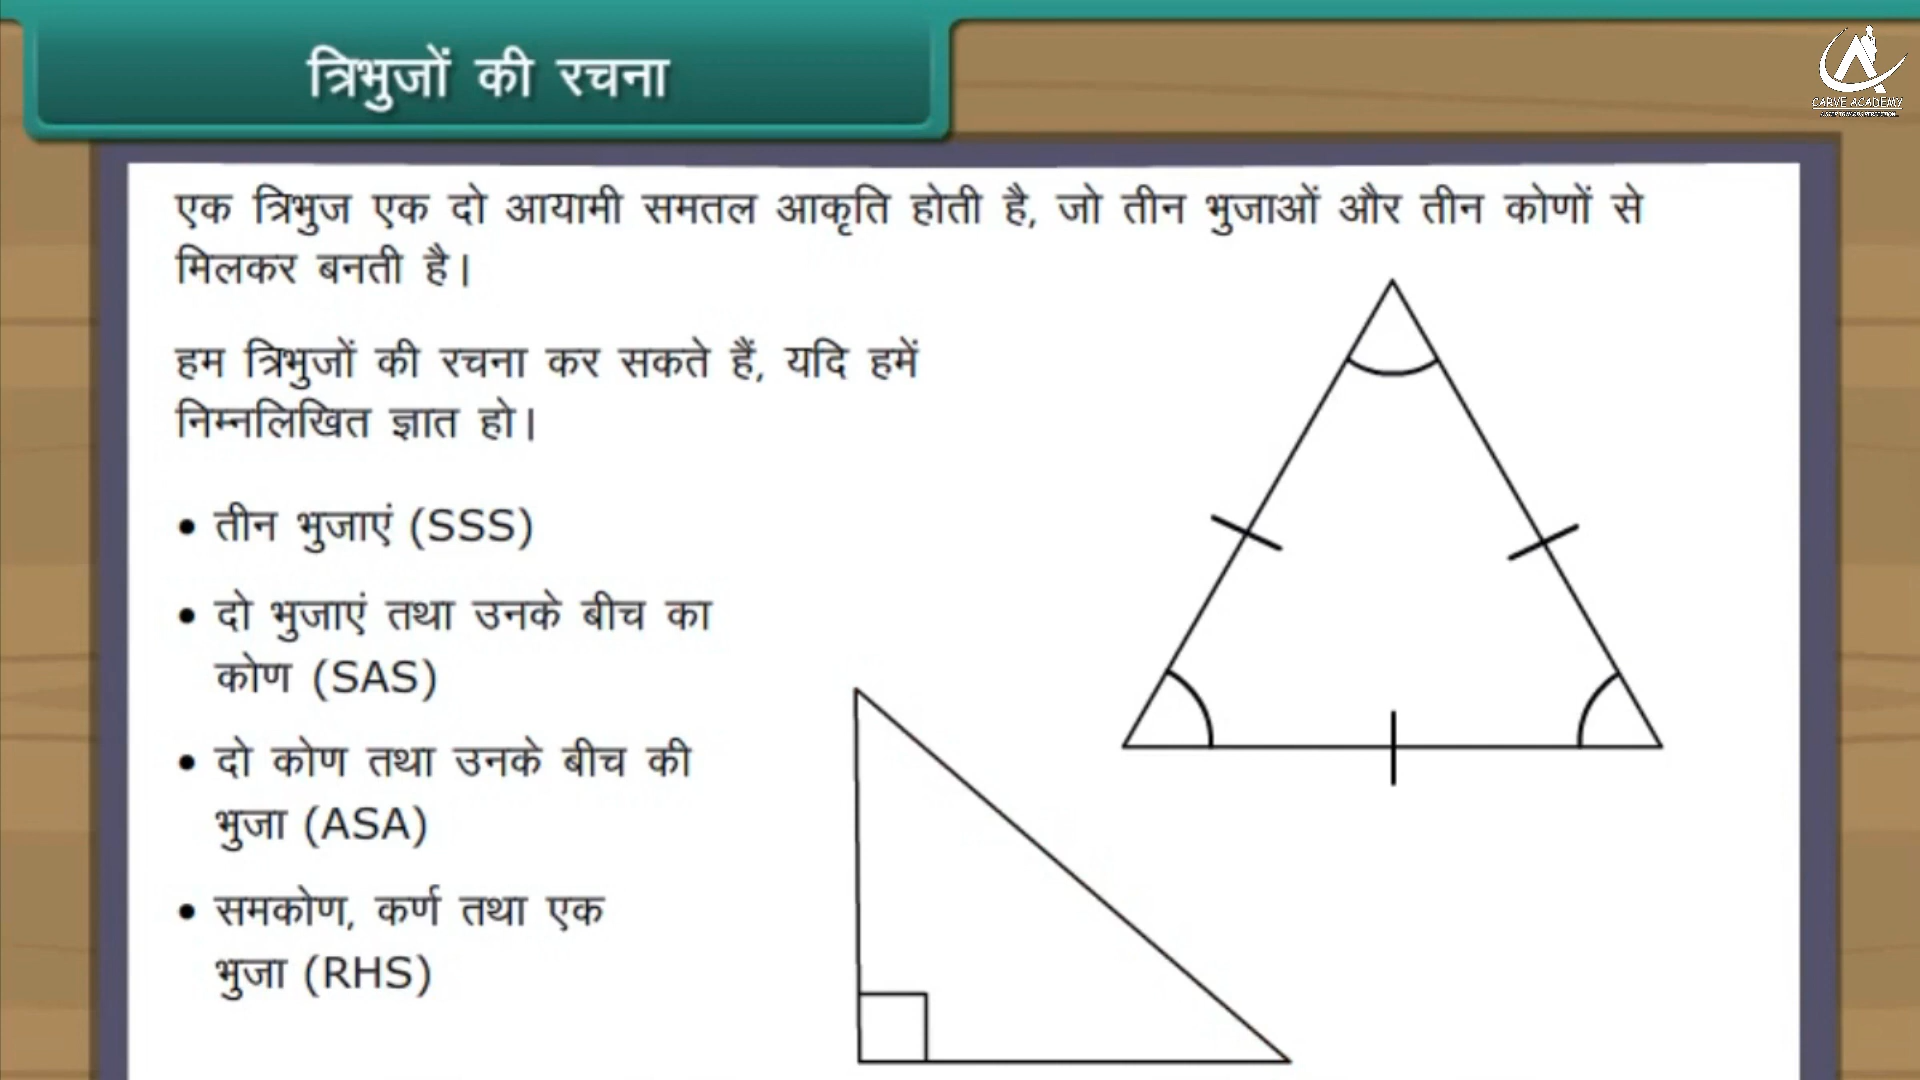 त्रिभुजों की रचना
CARVE ACADEMY
एक त्रिभुज एक दो आयामी समतल आकृति होती है, जो तीन भुजाओं और तीन कोणों से
मिलकर बनती है|
हम त्रिभुजों की रचना कर सकते हैं, यदि हमें
निम्नलिखित ज्ञात हो|
• तीन भुजाएं (SSS)
• दो भुजाएं तथा उनके बीच का
कोण (SAS)
• दो कोण तथा उनके बीच की
भुजा (ASA)
• समकोण, कर्ण तथा एक
भुजा (RHS)